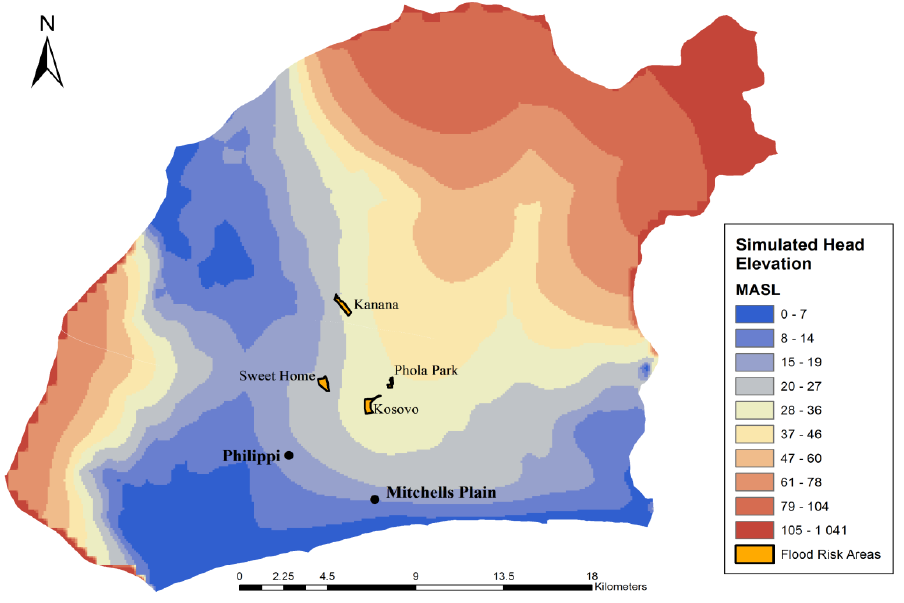 N
Kanana
Phola Park
Sweet Home
Kosovo
Philippi
Mitchells Plain
Simulated Head
Elevation
MASL
0 - 7
8 - 14
15 - 19
20 - 27
28 - 36
37 - 46
47 - 60
61 - 78
79 - 104
105 - 1 041
Flood Risk Areas
0 2.25 4.5 9 13.5 18
Kilometers